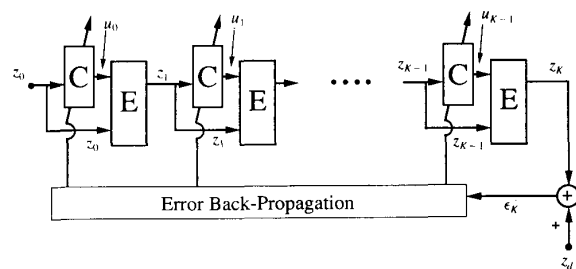 u₀
u₁
u_{K-1}
z₀
C
E
z₁
C
E
z_{K-1}
C
E
z_K
z₀
z₁
z_{K-1}
Error Back-Propagation
ϵ_K
+
+
z_d